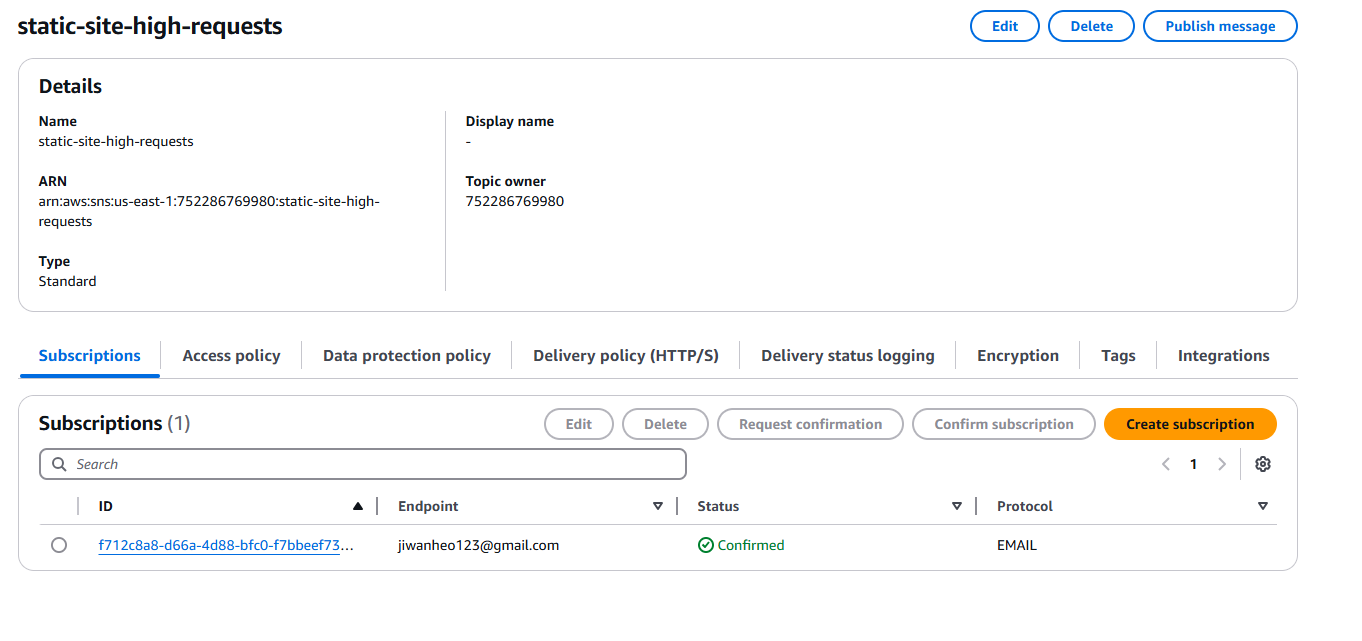 static-site-high-requests
Edit
Delete
Publish message
Details
Name
static-site-high-requests
Display name
-
ARN
arn:aws:sns:us-east-1:752286769980:static-site-high-
requests
Topic owner
752286769980
Type
Standard
Subscriptions
Access policy
Data protection policy
Delivery policy (HTTP/S)
Delivery status logging
Encryption
Tags
Integrations
Subscriptions (1)
Edit
Delete
Request confirmation
Confirm subscription
Create subscription
Search
1
ID
Endpoint
Status
Protocol
f712c8a8-d66a-4d88-bfc0-f7bbeef73...
jiwanheo123@gmail.com
Confirmed
EMAIL